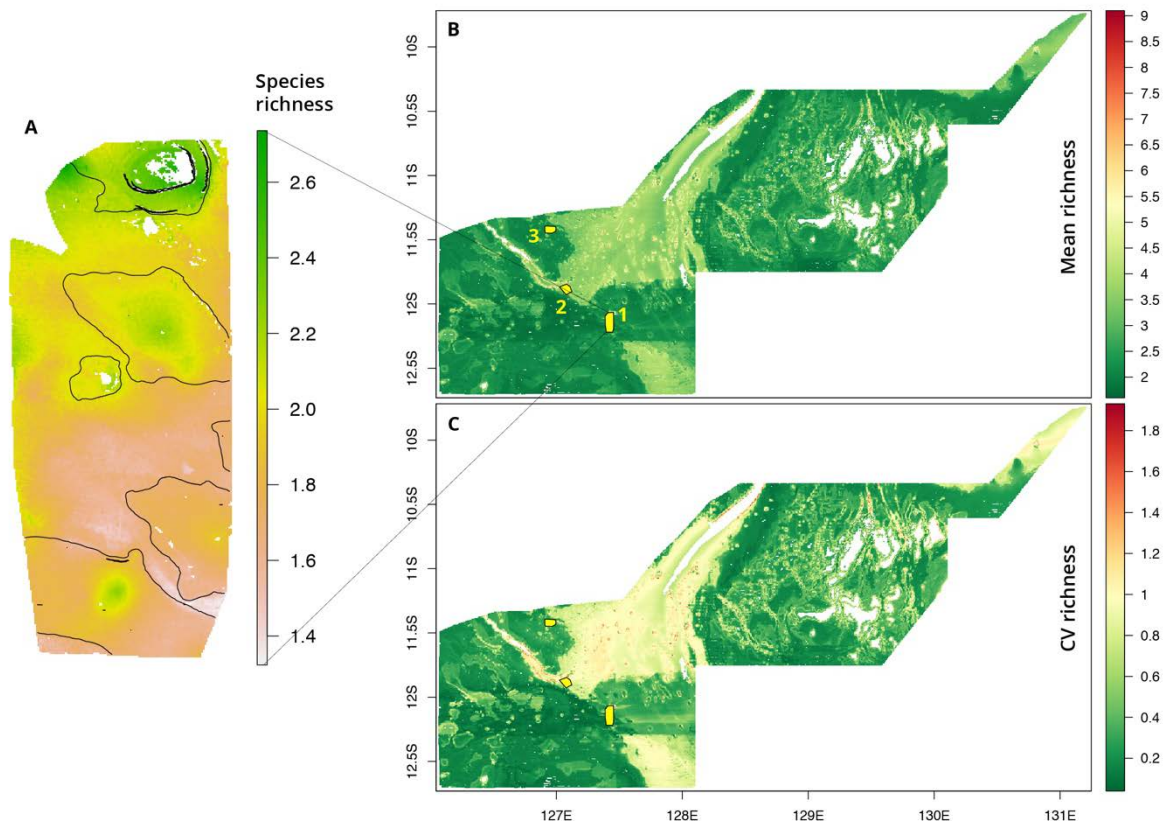 A
Species
richness
2.6
2.4
2.2
2.0
1.8
1.6
1.4
B
10S
10.5S
11S
11.5S
12S
12.5S
3
2
1
Mean richness
9
8.5
8
7.5
7
6.5
6
5.5
5
4.5
4
3.5
3
2.5
2
C
10S
10.5S
11S
11.5S
12S
12.5S
CV richness
1.8
1.6
1.4
1.2
1
0.8
0.6
0.4
0.2
127E
128E
129E
130E
131E